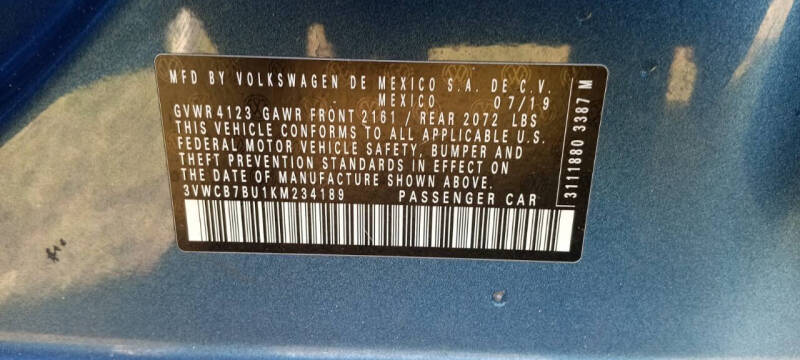 MFD BY VOLKSWAGEN DE MEXICO S.A. DE C.V.
MEXICO 07/19
GVWR 4123 GAWR FRONT 2161 / REAR 2072 LBS
THIS VEHICLE CONFORMS TO ALL APPLICABLE U.S.
FEDERAL MOTOR VEHICLE SAFETY, BUMPER AND
THEFT PREVENTION STANDARDS IN EFFECT ON
THE DATE OF MANUFACTURE SHOWN ABOVE.
3VWCB7BU1KM234189 PASSENGER CAR
3111880 3387 M